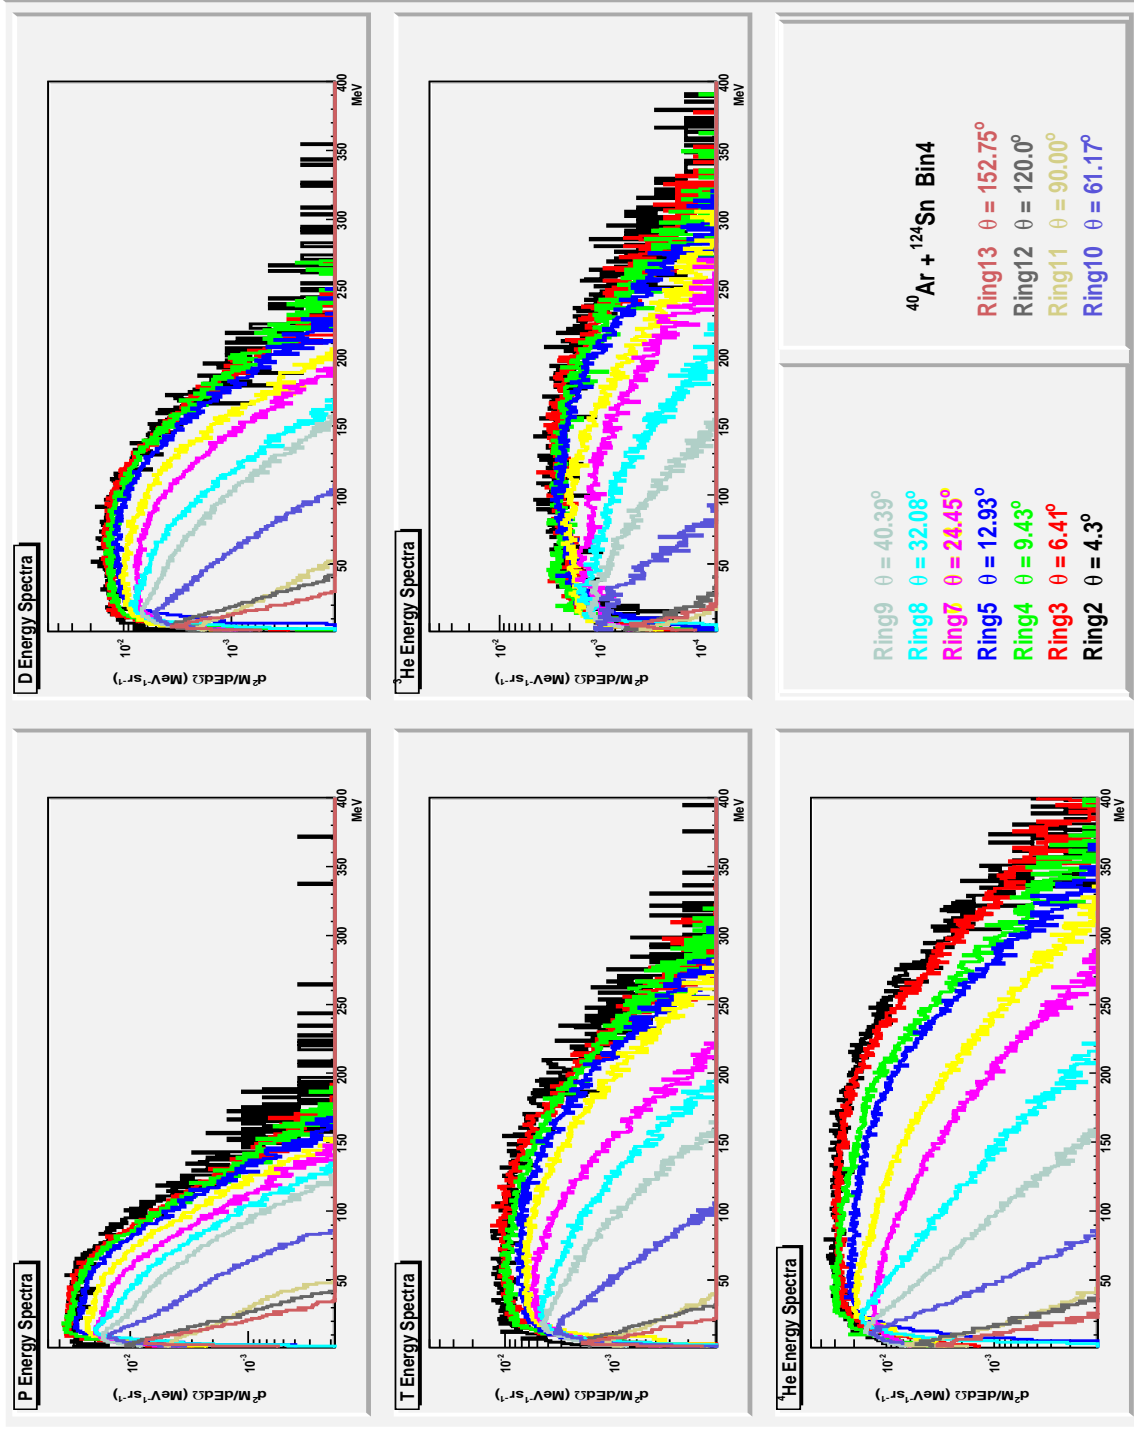 P Energy Spectra
d²M/dEdΩ (MeV⁻¹sr⁻¹)
10⁻²
10⁻³
50 100 150 200 250 300 350 400
MeV
D Energy Spectra
d²M/dEdΩ (MeV⁻¹sr⁻¹)
10⁻²
10⁻³
50 100 150 200 250 300 350 400
MeV
T Energy Spectra
d²M/dEdΩ (MeV⁻¹sr⁻¹)
10⁻²
10⁻³
50 100 150 200 250 300 350 400
MeV
³He Energy Spectra
d²M/dEdΩ (MeV⁻¹sr⁻¹)
10⁻²
10⁻³
10⁻⁴
50 100 150 200 250 300 350 400
MeV
⁴He Energy Spectra
d²M/dEdΩ (MeV⁻¹sr⁻¹)
10⁻²
10⁻³
50 100 150 200 250 300 350 400
MeV
Ring9 θ = 40.39°
Ring8 θ = 32.08°
Ring7 θ = 24.45°
Ring5 θ = 12.93°
Ring4 θ = 9.43°
Ring3 θ = 6.41°
Ring2 θ = 4.3°
⁴⁰Ar + ¹²⁴Sn Bin4
Ring13 θ = 152.75°
Ring12 θ = 120.0°
Ring11 θ = 90.00°
Ring10 θ = 61.17°